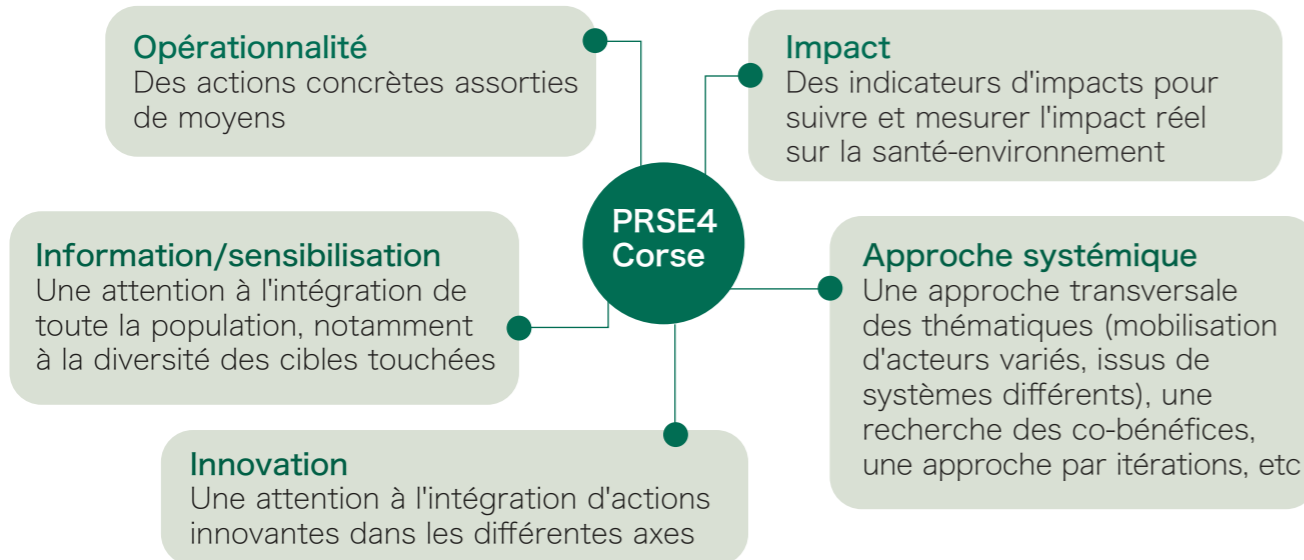 Opérationnalité
Des actions concrètes assorties
de moyens
Impact
Des indicateurs d'impacts pour
suivre et mesurer l'impact réel
sur la santé-environnement
PRSE4
Corse
Information/sensibilisation
Une attention à l'intégration de
toute la population, notamment
à la diversité des cibles touchées
Approche systémique
Une approche transversale
des thématiques (mobilisation
d'acteurs variés, issus de
systèmes différents), une
recherche des co-bénéfices,
une approche par itérations, etc
Innovation
Une attention à l'intégration d'actions
innovantes dans les différentes axes